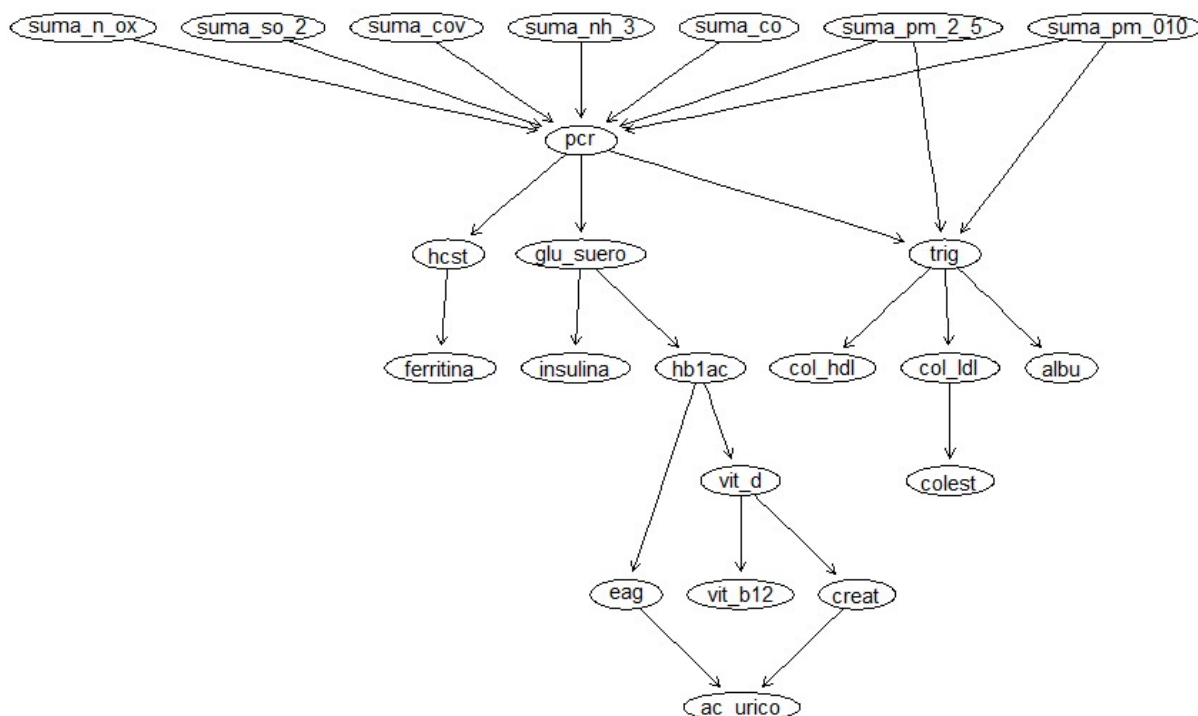 suma_n_ox suma_so_2 suma_cov suma_nh_3 suma_co suma_pm_2_5 suma_pm_010
pcr
hcst glu_suero trig
ferritina insulina hb1ac col_hdl col_ldl albu
vit_d colest
eag vit_b12 creat
ac_urico